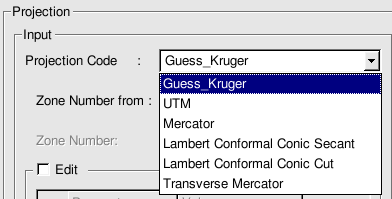 Projection
Input
Projection Code : Guess_Kruger
Guess_Kruger
Zone Number from :
UTM
Mercator
Zone Number:
Lambert Conformal Conic Secant
Edit
Lambert Conformal Conic Cut
Transverse Mercator